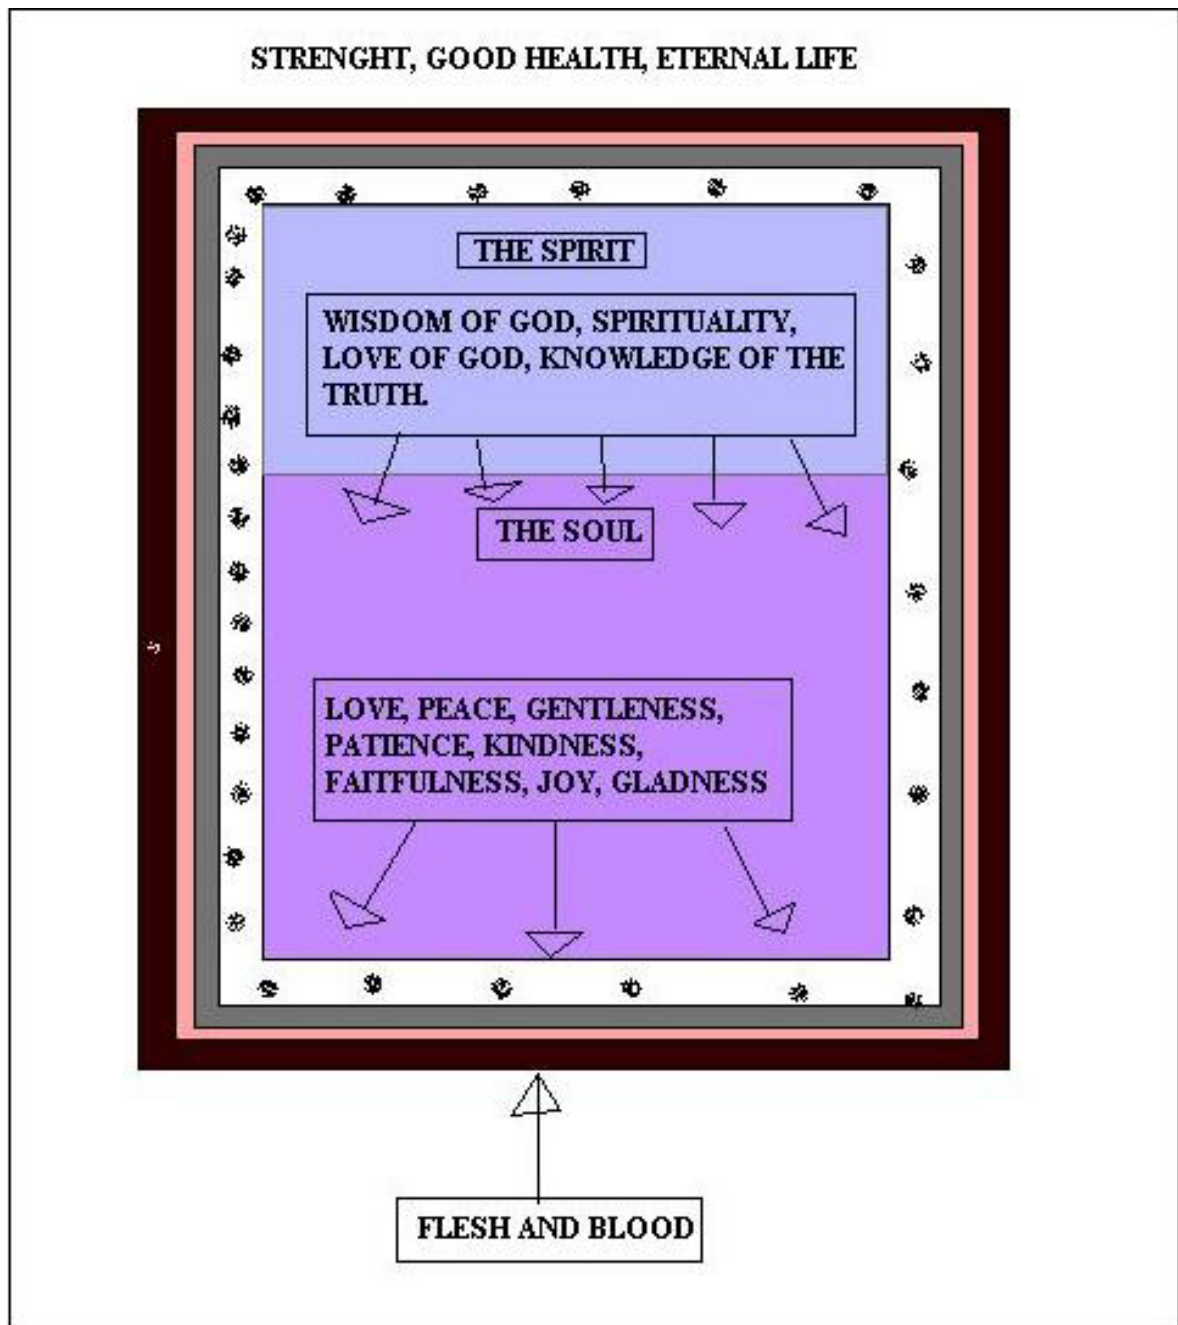 STRENGHT, GOOD HEALTH, ETERNAL LIFE
THE SPIRIT
WISDOM OF GOD, SPIRITUALITY,
LOVE OF GOD, KNOWLEDGE OF THE
TRUTH.
THE SOUL
LOVE, PEACE, GENTLENESS,
PATIENCE, KINDNESS,
FAITFULNESS, JOY, GLADNESS
FLESH AND BLOOD